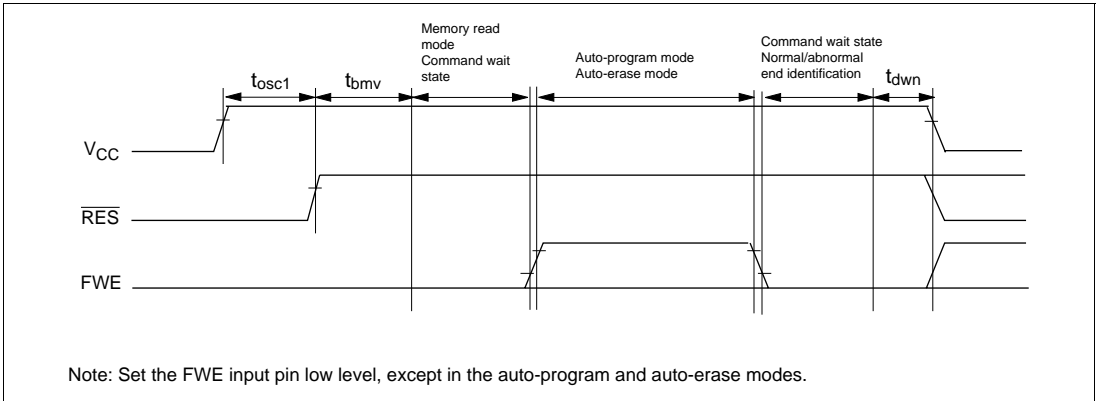 Memory read
mode
Command wait
state
Auto-program mode
Auto-erase mode
Command wait state
Normal/abnormal
end identification
tosc1
tbmv
tdwn
VCC
RES
FWE
Note: Set the FWE input pin low level, except in the auto-program and auto-erase modes.